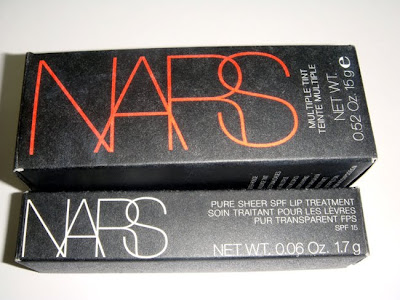 NARS
MULTIPLE TINT
TEINTE MULTIPLE
NET WT.
0.52 Oz. 15 g e
NARS
PURE SHEER SPF LIP TREATMENT
SOIN TRAITANT POUR LES LÈVRES
PUR TRANSPARENT FPS
SPF 15
NET WT. 0.06 Oz. 1.7 g